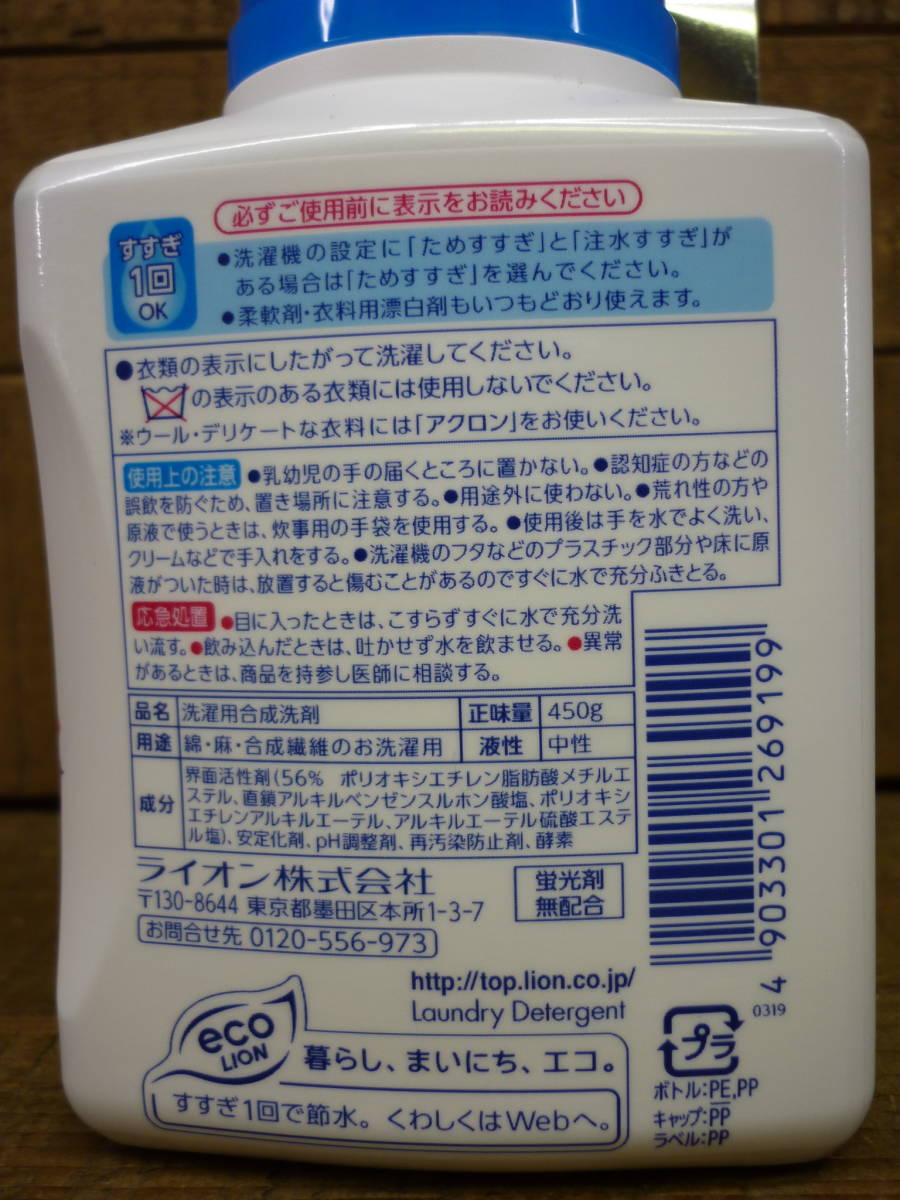 必ずご使用前に表示をお読みください
すすぎ
1回
OK
●洗濯機の設定に「ためすすぎ」と「注水すすぎ」が
ある場合は「ためすすぎ」を選んでください。
●柔軟剤・衣料用漂白剤もいつもどおり使えます。
●衣類の表示にしたがって洗濯してください。
の表示のある衣類には使用しないでください。
※ウール・デリケートな衣料には「アクロン」をお使いください。
使用上の注意 ●乳幼児の手の届くところに置かない。●認知症の方などの
誤飲を防ぐため、置き場所に注意する。●用途外に使わない。●荒れ性の方や
原液で使うときは、炊事用の手袋を使用する。●使用後は手を水でよく洗い、
クリームなどで手入れをする。●洗濯機のフタなどのプラスチック部分や床に原
液がついた時は、放置すると傷むことがあるのですぐに水で充分ふきとる。
応急処置 ●目に入ったときは、こすらずすぐに水で充分洗
い流す。●飲み込んだときは、吐かせず水を飲ませる。●異常
があるときは、商品を持参し医師に相談する。
品名 洗濯用合成洗剤 正味量 450g
用途 綿・麻・合成繊維のお洗濯用 液性 中性
成分 界面活性剤(56% ポリオキシエチレン脂肪酸メチルエ
ステル、直鎖アルキルベンゼンスルホン酸塩、ポリオキシ
エチレンアルキルエーテル、アルキルエーテル硫酸エステ
ル塩)、安定化剤、pH調整剤、再汚染防止剤、酵素
ライオン株式会社
〒130-8644 東京都墨田区本所1-3-7
お問合せ先 0120-556-973
蛍光剤
無配合
4 903301 269199
http://top.lion.co.jp/
Laundry Detergent
0319
eco
LION
暮らし、まいにち、エコ。
すすぎ1回で節水。くわしくはWebへ。
プラ
ボトル:PE,PP
キャップ:PP
ラベル:PP